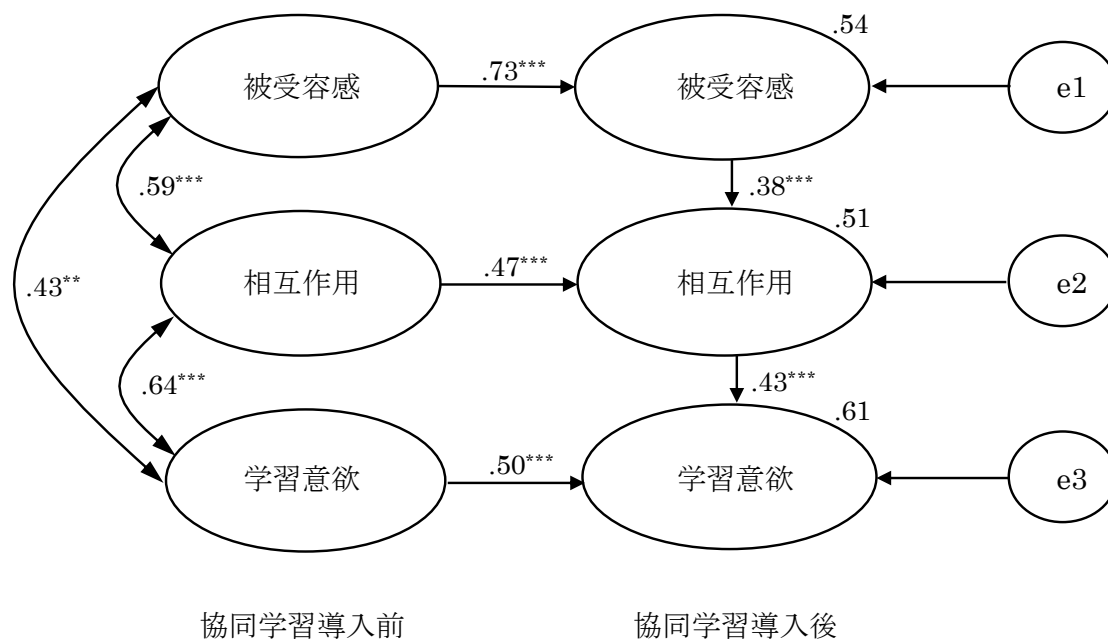 .54
被受容感
.73***
被受容感
e1
.59***
.38***
.51
相互作用
.47***
相互作用
e2
.43**
.64***
.43***
.61
学習意欲
.50***
学習意欲
e3
協同学習導入前
協同学習導入後